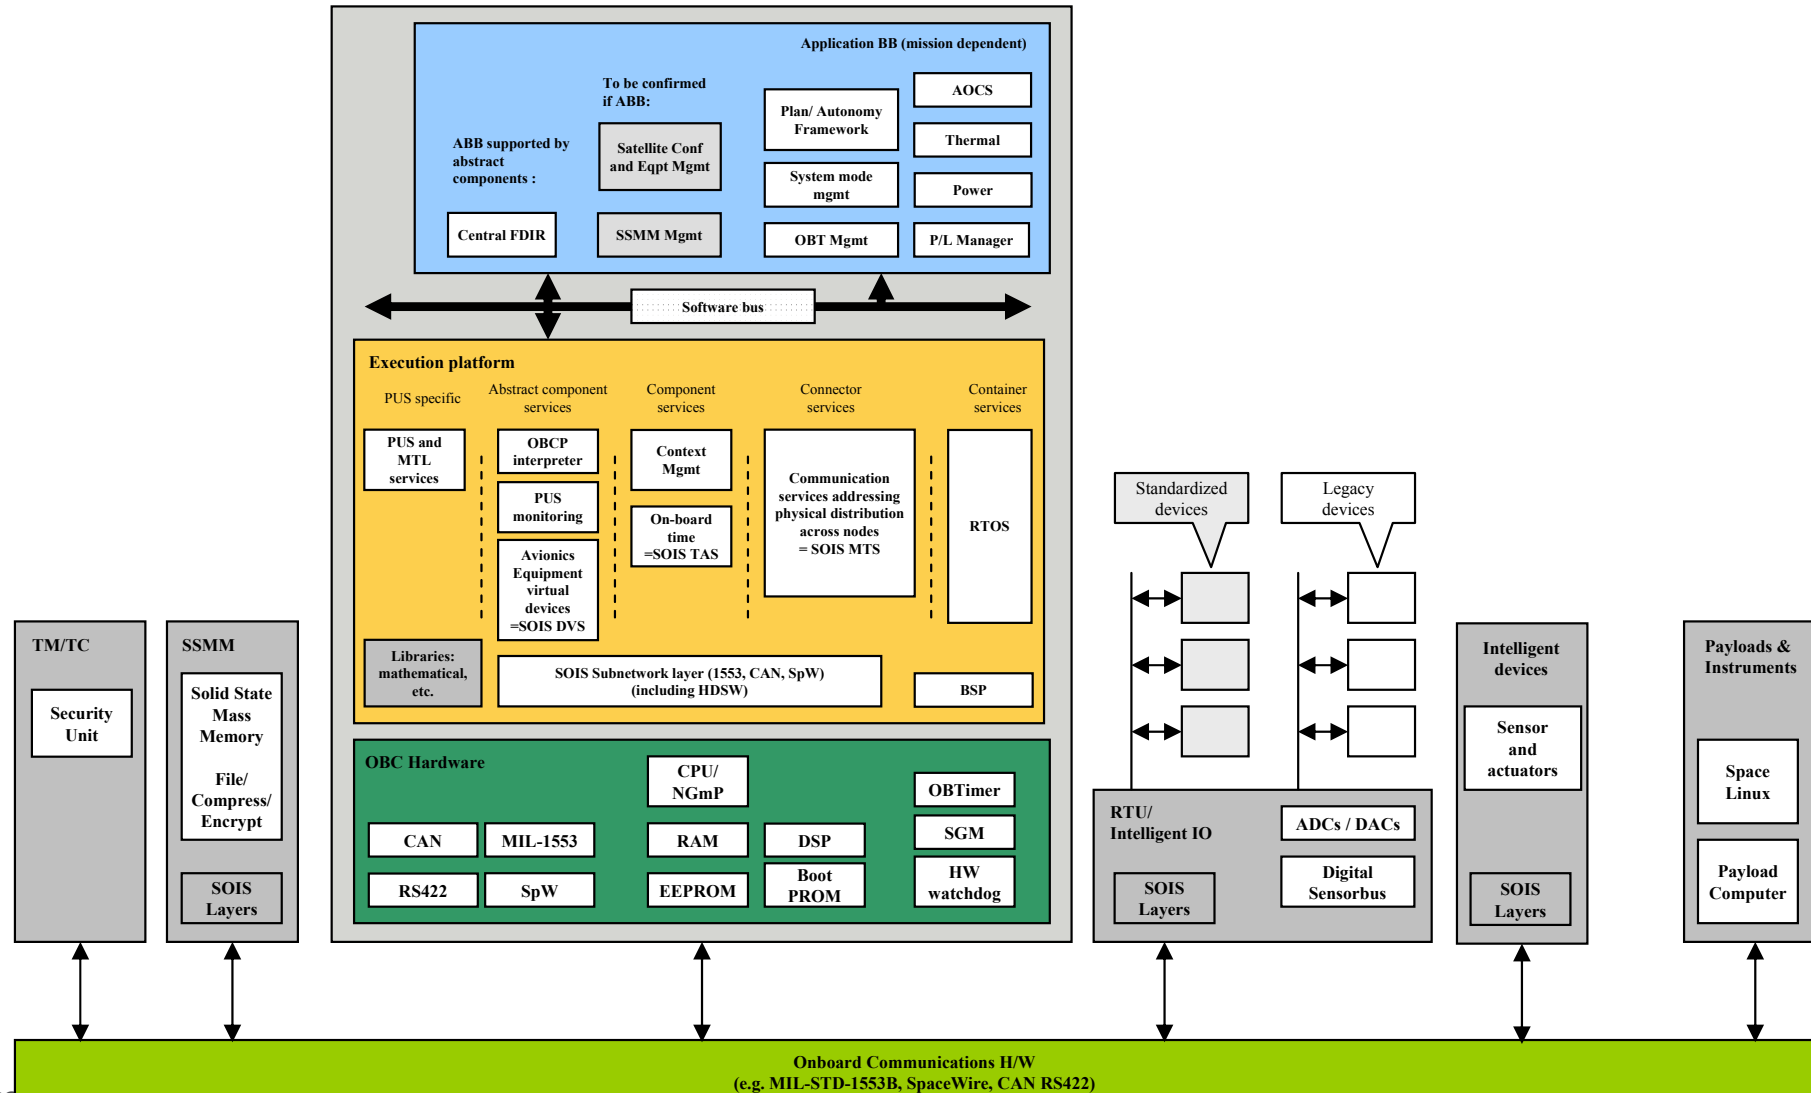 Application BB (mission dependent)
To be confirmed
if ABB:
ABB supported by
abstract
components :
Satellite Conf
and Eqpt Mgmt
Central FDIR
SSMM Mgmt
Plan/ Autonomy
Framework
System mode
mgmt
OBT Mgmt
AOCS
Thermal
Power
P/L Manager
Software bus
Execution platform
PUS specific
Abstract component
services
Component
services
Connector
services
Container
services
PUS and
MTL
services
OBCP
interpreter
PUS
monitoring
Avionics
Equipment
virtual
devices
=SOIS DVS
Context
Mgmt
On-board
time
=SOIS TAS
Communication
services addressing
physical distribution
across nodes
= SOIS MTS
RTOS
Libraries:
mathematical,
etc.
SOIS Subnetwork layer (1553, CAN, SpW)
(including HDSW)
BSP
OBC Hardware
CPU/
NGmP
OBTimer
CAN
MIL-1553
RAM
DSP
SGM
RS422
SpW
EEPROM
Boot
PROM
HW
watchdog
TM/TC
Security
Unit
SSMM
Solid State
Mass
Memory
File/
Compress/
Encrypt
SOIS
Layers
Standardized
devices
Legacy
devices
RTU/
Intelligent IO
ADCs / DACs
SOIS
Layers
Digital
Sensorbus
Intelligent
devices
Sensor
and
actuators
SOIS
Layers
Payloads &
Instruments
Space
Linux
Payload
Computer
Onboard Communications H/W
(e.g. MIL-STD-1553B, SpaceWire, CAN RS422)